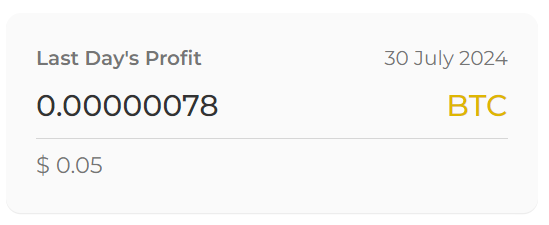 Last Day's Profit 30 July 2024
0.00000078 BTC
$ 0.05